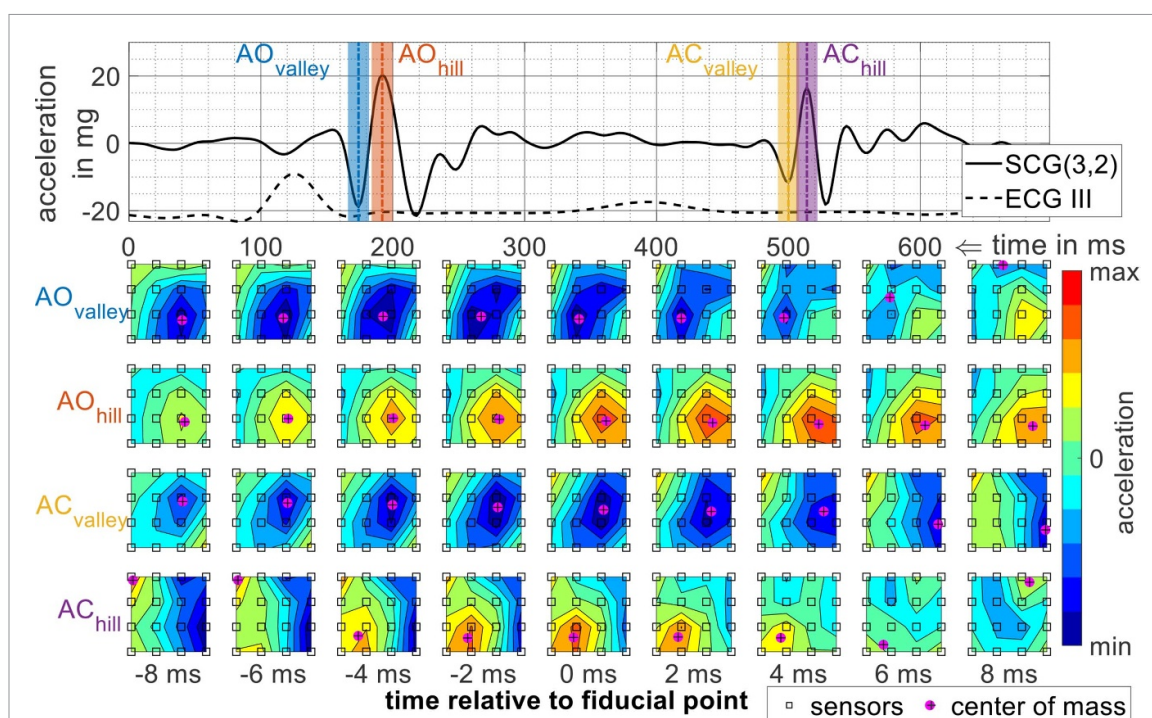 AO valley
AO hill
AC valley
AC hill
acceleration
in mg
20
0
-20
SCG(3,2)
ECG III
0 100 200 300 400 500 600 ⇐ time in ms
AO valley
AO hill
AC valley
AC hill
max
0
min
acceleration
-8 ms -6 ms -4 ms -2 ms 0 ms 2 ms 4 ms 6 ms 8 ms
time relative to fiducial point
sensors center of mass